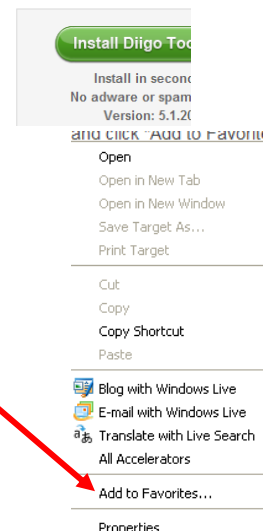 Install Diigo Too
Install in second
No adware or spam
Version: 5.1.20
and click "Add to Favorite
Open
Open in New Tab
Open in New Window
Save Target As...
Print Target
Cut
Copy
Copy Shortcut
Paste
Blog with Windows Live
E-mail with Windows Live
Translate with Live Search
All Accelerators
Add to Favorites...
Properties